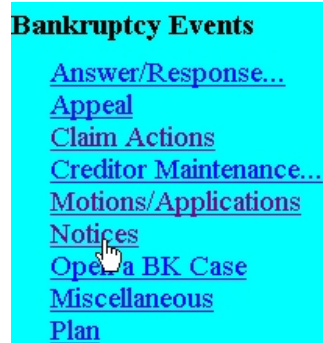 Bankruptcy Events
Answer/Response...
Appeal
Claim Actions
Creditor Maintenance...
Motions/Applications
Notices
Open a BK Case
Miscellaneous
Plan